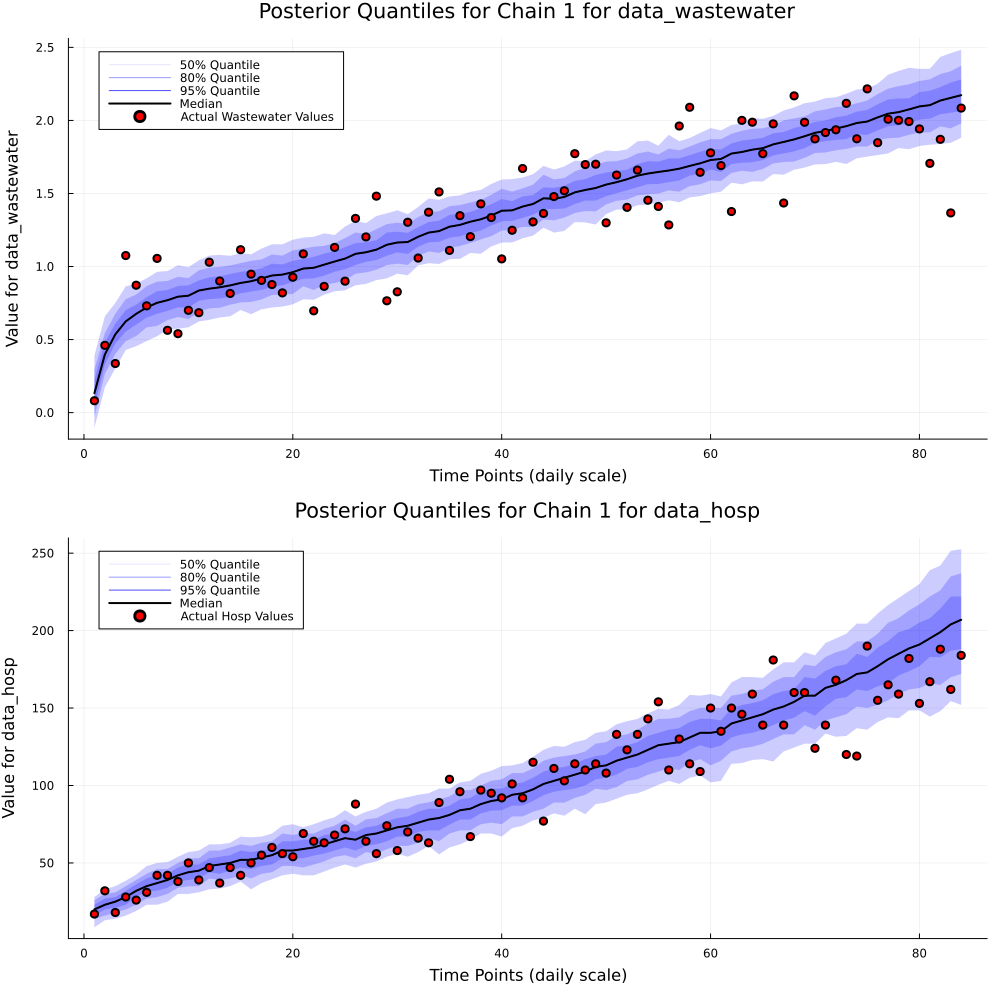 Posterior Quantiles for Chain 1 for data_wastewater
Value for data_wastewater
2.5
2.0
1.5
1.0
0.5
0.0
50% Quantile
80% Quantile
95% Quantile
Median
Actual Wastewater Values
0 20 40 60 80
Time Points (daily scale)
Posterior Quantiles for Chain 1 for data_hosp
Value for data_hosp
250
200
150
100
50
50% Quantile
80% Quantile
95% Quantile
Median
Actual Hosp Values
0 20 40 60 80
Time Points (daily scale)